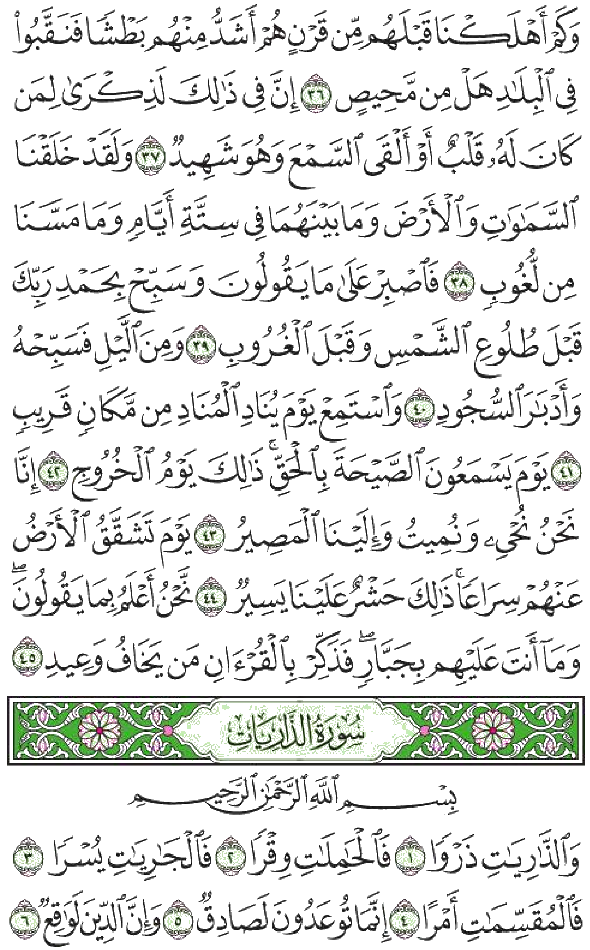 وَكَمْ أَهْلَكْنَا قَبْلَهُم مِّن قَرْنٍ هُمْ أَشَدُّ مِنْهُم بَطْشًا فَنَقَّبُوا۟
فِى ٱلْبِلَـٰدِ هَلْ مِن مَّحِيصٍ ٣٦ إِنَّ فِى ذَٰلِكَ لَذِكْرَىٰ لِمَن
كَانَ لَهُۥ قَلْبٌ أَوْ أَلْقَى ٱلسَّمْعَ وَهُوَ شَهِيدٌ ٣٧ وَلَقَدْ خَلَقْنَا
ٱلسَّمَـٰوَٰتِ وَٱلْأَرْضَ وَمَا بَيْنَهُمَا فِى سِتَّةِ أَيَّامٍ وَمَا مَسَّنَا
مِن لُّغُوبٍ ٣٨ فَٱصْبِرْ عَلَىٰ مَا يَقُولُونَ وَسَبِّحْ بِحَمْدِ رَبِّكَ
قَبْلَ طُلُوعِ ٱلشَّمْسِ وَقَبْلَ ٱلْغُرُوبِ ٣٩ وَمِنَ ٱلَّيْلِ فَسَبِّحْهُ
وَأَدْبَـٰرَ ٱلسُّجُودِ ٤٠ وَٱسْتَمِعْ يَوْمَ يُنَادِ ٱلْمُنَادِ مِن مَّكَانٍ قَرِيبٍ
٤١ يَوْمَ يَسْمَعُونَ ٱلصَّيْحَةَ بِٱلْحَقِّ ۚ ذَٰلِكَ يَوْمُ ٱلْخُرُوجِ ٤٢ إِنَّا
نَحْنُ نُحْىِۦ وَنُمِيتُ وَإِلَيْنَا ٱلْمَصِيرُ ٤٣ يَوْمَ تَشَقَّقُ ٱلْأَرْضُ
عَنْهُمْ سِرَاعًا ۚ ذَٰلِكَ حَشْرٌ عَلَيْنَا يَسِيرٌ ٤٤ نَّحْنُ أَعْلَمُ بِمَا يَقُولُونَ ۖ
وَمَآ أَنتَ عَلَيْهِم بِجَبَّارٍ ۖ فَذَكِّرْ بِٱلْقُرْءَانِ مَن يَخَافُ وَعِيدِ ٤٥
سُورَةُ الذَّارِيَاتِ
بِسْمِ ٱللَّهِ ٱلرَّحْمَـٰنِ ٱلرَّحِيمِ
وَٱلذَّٰرِيَـٰتِ ذَرْوًا ١ فَٱلْحَـٰمِلَـٰتِ وِقْرًا ٢ فَٱلْجَـٰرِيَـٰتِ يُسْرًا ٣
فَٱلْمُقَسِّمَـٰتِ أَمْرًا ٤ إِنَّمَا تُوعَدُونَ لَصَادِقٌ ٥ وَإِنَّ ٱلدِّينَ لَوَٰقِعٌ ٦